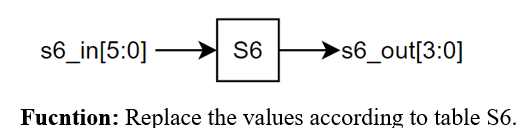 s6_in[5:0] S6 s6_out[3:0]
Fucntion: Replace the values according to table S6.